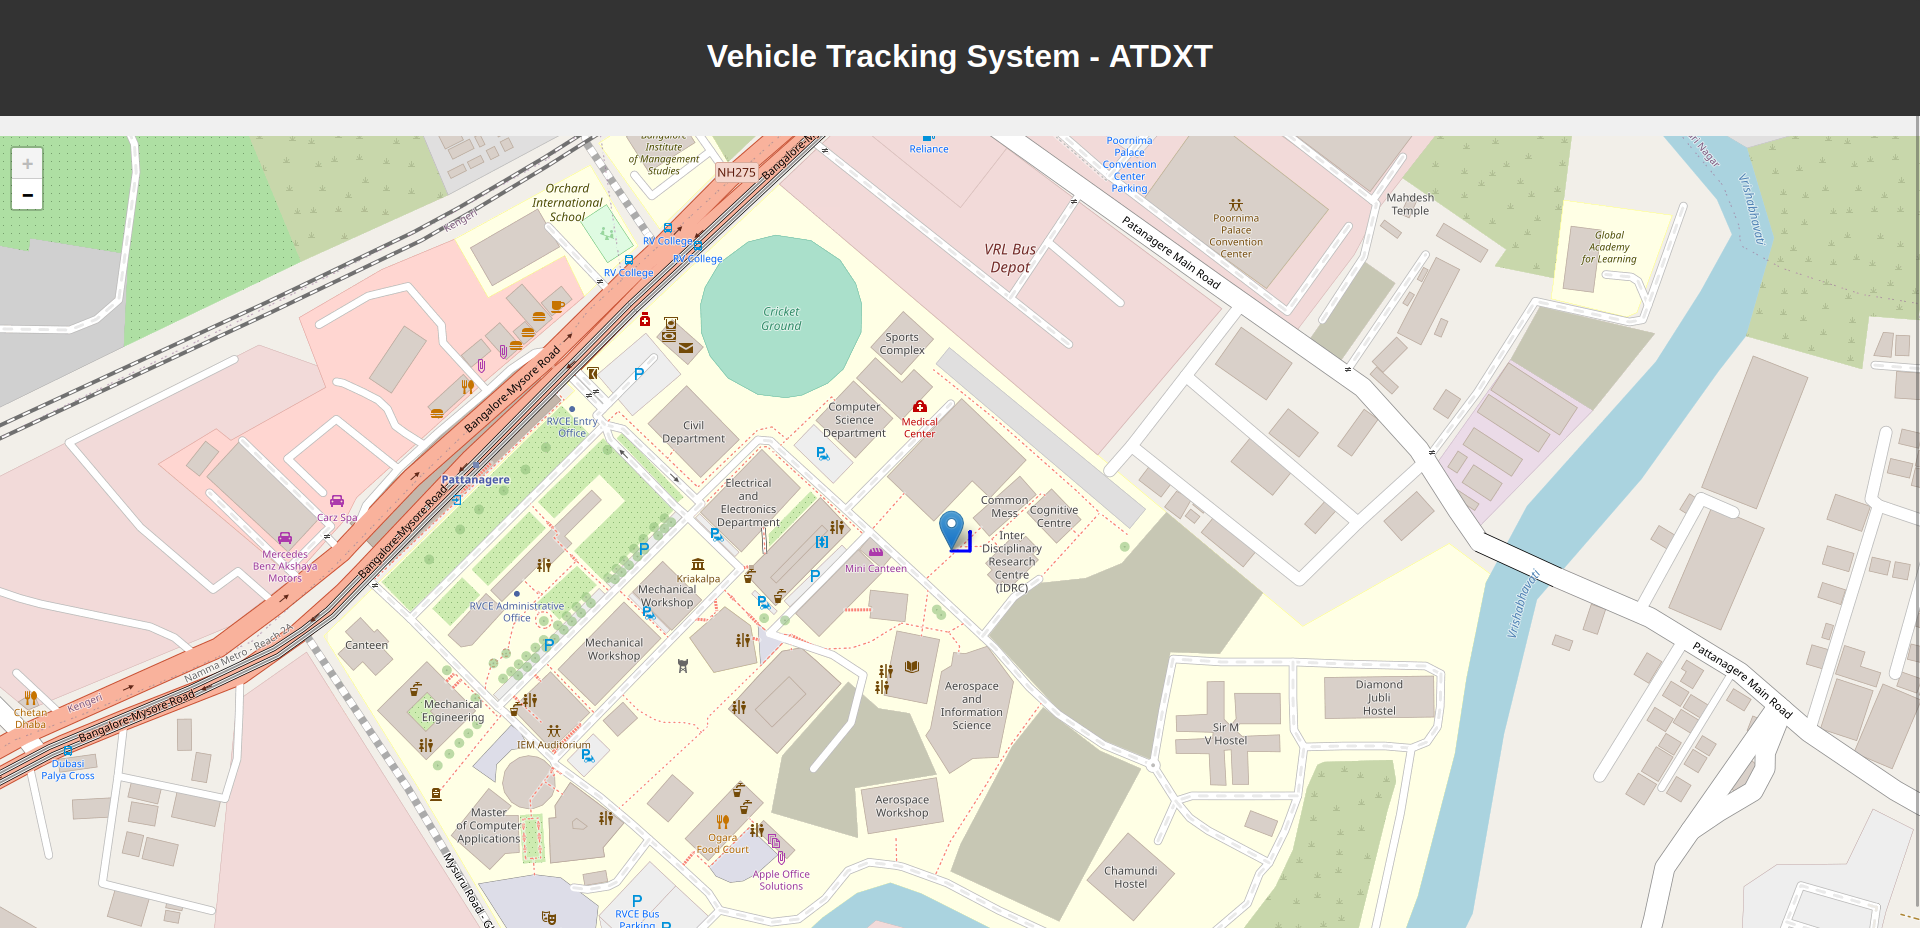 Vehicle Tracking System - ATDXT
+
−
Bangalore
Institute
of Management
Studies
NH275
Reliance
Poornima
Palace
Convention
Center
Parking
Vrishabhavati
Orchard
International
School
Kengeri
RV College
RV College
RV College
Mahdesh
Temple
Poornima
Palace
Convention
Center
Patanagere Main Road
Global
Academy
for Learning
VRL Bus
Depot
Cricket
Ground
Sports
Complex
Bangalore-Mysore Road
RVCE Entry
Office
Civil
Department
Computer
Science
Department
Medical
Center
Pattanagere
Carz Spa
Mercedes
Benz Akshaya
Motors
Bangalore-Mysore-Road
Electrical
and
Electronics
Department
Common
Mess
Cognitive
Centre
Inter
Disciplinary
Research
Centre
(IDRC)
Mini Canteen
Kriakalpa
Mechanical
Workshop
RVCE Administrative
Office
Vrishabhavati
Canteen
Mechanical
Workshop
Namma Metro - Reach 2A
Kengeri
Bangalore-Mysore-Road
Chetan
Dhaba
Dubasi
Palya Cross
Mechanical
Engineering
IEM Auditorium
Aerospace
and
Information
Science
Sir M
V Hostel
Diamond
Jubli
Hostel
Pattanagere Main Road
Master
of Computer
Applications
Aerospace
Workshop
Ogara
Food Court
Apple Office
Solutions
Chamundi
Hostel
RVCE Bus
Parking
P
P
P
P
P
P